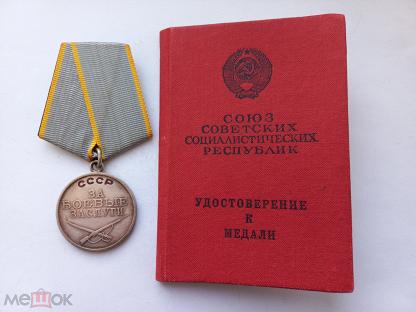 СССР
ЗА
БОЕВЫЕ
ЗАСЛУГИ
СОЮЗ
СОВЕТСКИХ
СОЦИАЛИСТИЧЕСКИХ
РЕСПУБЛИК
УДОСТОВЕРЕНИЕ
К
МЕДАЛИ
мешок